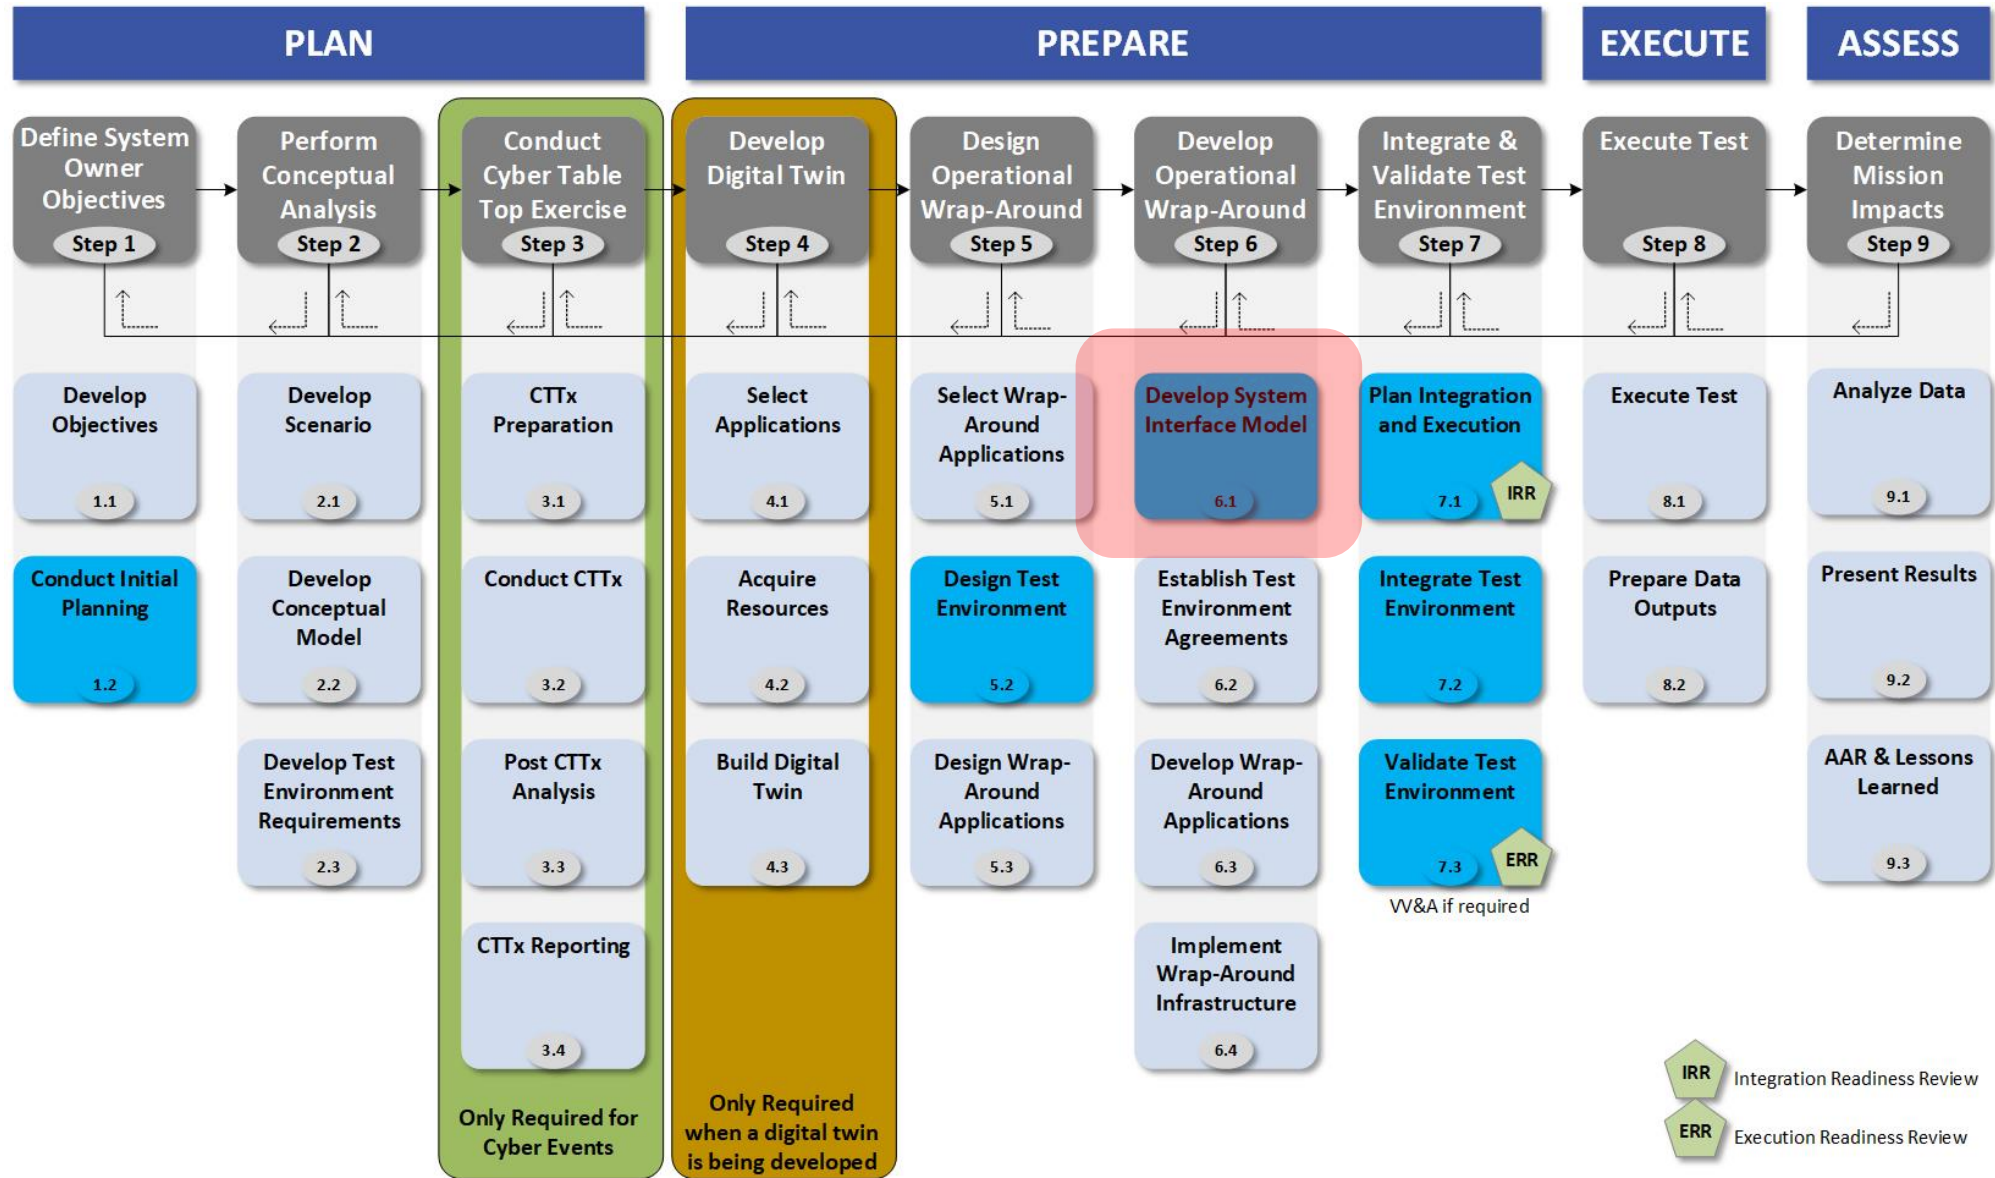 PLAN
PREPARE
EXECUTE
ASSESS
Define System
Owner
Objectives
Step 1
Perform
Conceptual
Analysis
Step 2
Conduct
Cyber Table
Top Exercise
Step 3
Develop
Digital Twin
Step 4
Design
Operational
Wrap-Around
Step 5
Develop
Operational
Wrap-Around
Step 6
Integrate &
Validate Test
Environment
Step 7
Execute Test
Step 8
Determine
Mission
Impacts
Step 9
Develop
Objectives
1.1
Conduct Initial
Planning
1.2
Develop
Scenario
2.1
Develop
Conceptual
Model
2.2
Develop Test
Environment
Requirements
2.3
CTTx
Preparation
3.1
Conduct CTTx
3.2
Post CTTx
Analysis
3.3
CTTx Reporting
3.4
Only Required for
Cyber Events
Select
Applications
4.1
Acquire
Resources
4.2
Build Digital
Twin
4.3
Only Required
when a digital twin
is being developed
Select Wrap-
Around
Applications
5.1
Design Test
Environment
5.2
Design Wrap-
Around
Applications
5.3
Develop System
Interface Model
6.1
Establish Test
Environment
Agreements
6.2
Develop Wrap-
Around
Applications
6.3
Implement
Wrap-Around
Infrastructure
6.4
Plan Integration
and Execution
7.1
IRR
Integrate Test
Environment
7.2
Validate Test
Environment
7.3
ERR
VV&A if required
Execute Test
8.1
Prepare Data
Outputs
8.2
Analyze Data
9.1
Present Results
9.2
AAR & Lessons
Learned
9.3
IRR Integration Readiness Review
ERR Execution Readiness Review